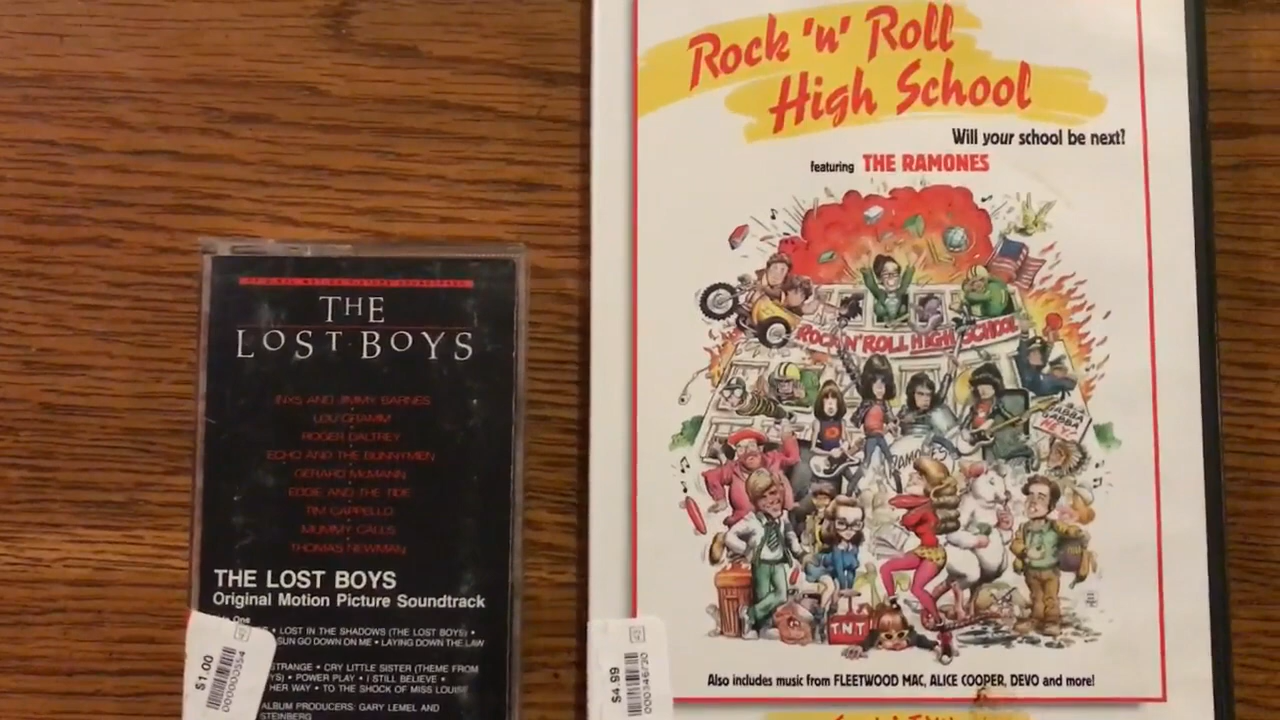 THE
LOST BOYS
INXS AND JIMMY BARNES
LOU GRAMM
ROGER DALTREY
ECHO AND THE BUNNYMEN
GERARD McMANN
EDDIE AND THE TIDE
TIM CAPPELLO
MUMMY CALLS
THOMAS NEWMAN
THE LOST BOYS
Original Motion Picture Soundtrack
One
• LOST IN THE SHADOWS (THE LOST BOYS) •
SUN GO DOWN ON ME • LAYING DOWN THE LAW
STRANGE • CRY LITTLE SISTER (THEME FROM
YS) • POWER PLAY • I STILL BELIEVE •
HER WAY • TO THE SHOCK OF MISS LOUISE
ALBUM PRODUCERS: GARY LEMEL AND
STEINBERG
$1.00
Rock 'n' Roll
High School
Will your school be next?
featuring THE RAMONES
ROCK N' ROLL HIGH SCHOOL
GABBA
GABBA
HEY!
RAMONES
TNT
Also includes music from FLEETWOOD MAC, ALICE COOPER, DEVO and more!
$4.99